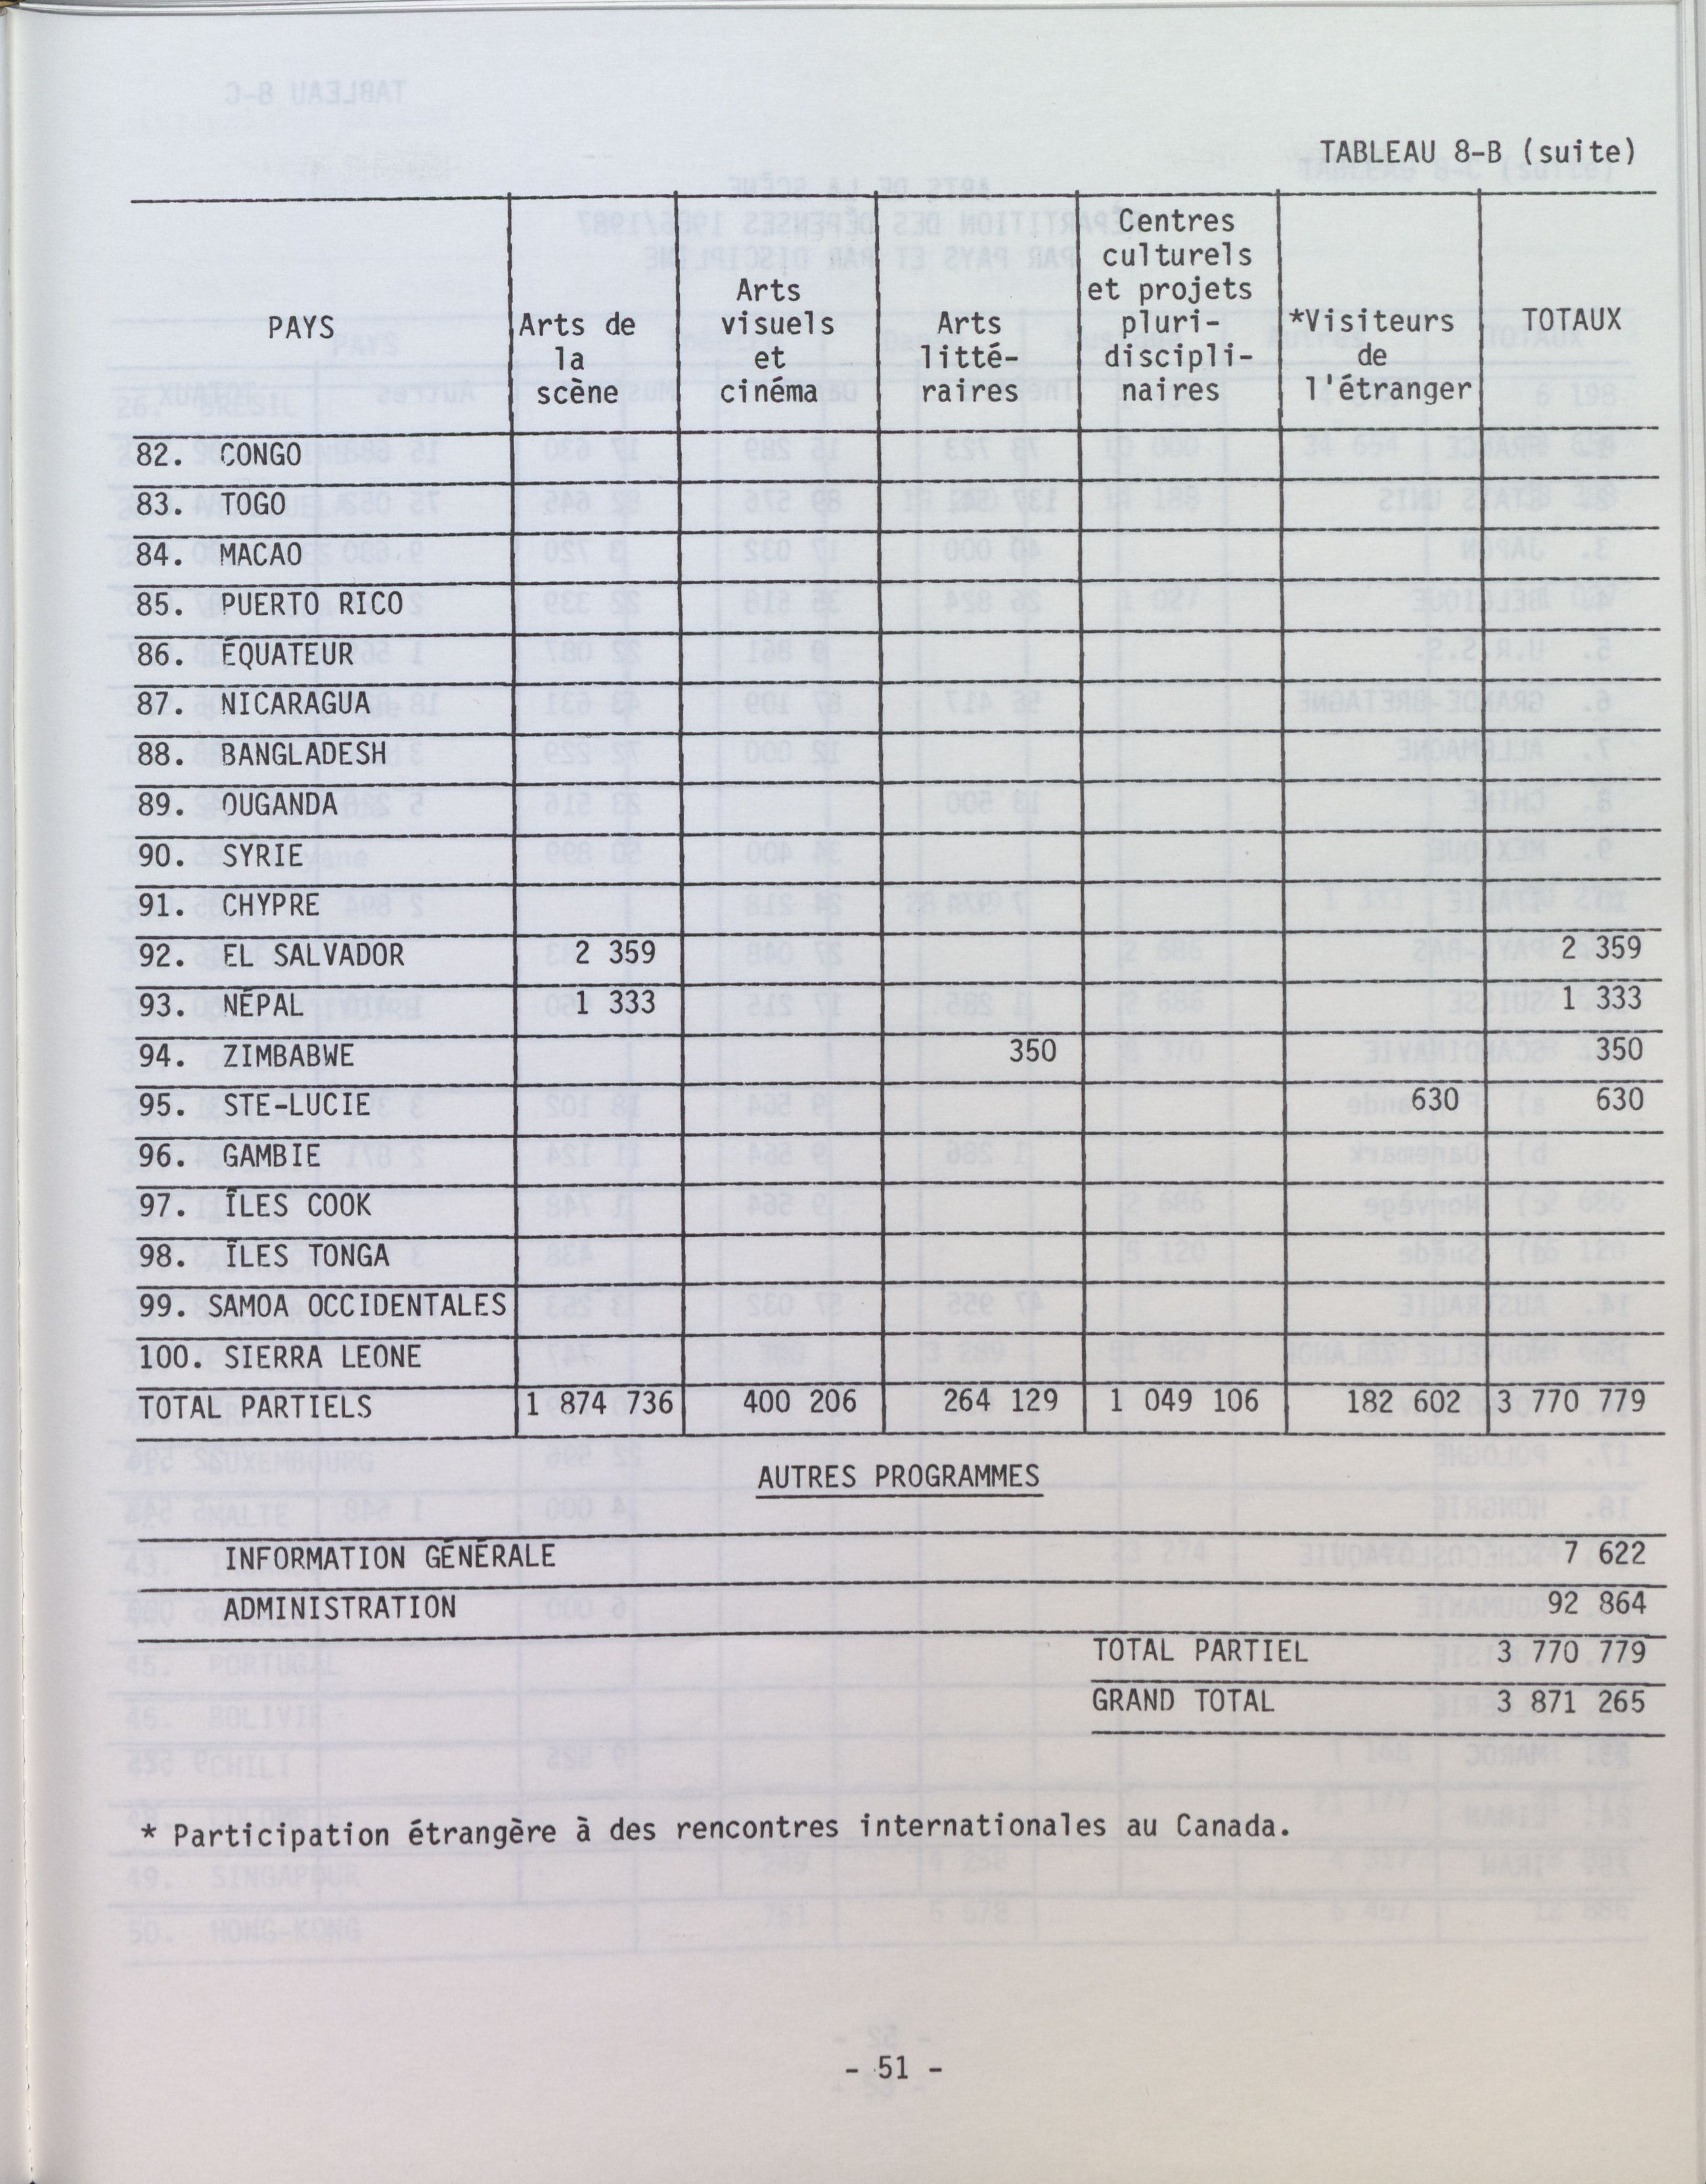 TABLEAU 8-B (suite)
PAYS
Arts de
la
scène
Arts
visuels
et
cinéma
Arts
litté-
raires
Centres
culturels
et projets
pluri-
discipli-
naires
*Visiteurs
de
l'étranger
TOTAUX
82. CONGO
83. TOGO
84. MACAO
85. PUERTO RICO
86. ÉQUATEUR
87. NICARAGUA
88. BANGLADESH
89. OUGANDA
90. SYRIE
91. CHYPRE
92. EL SALVADOR 2 359 2 359
93. NÉPAL 1 333 1 333
94. ZIMBABWE 350 350
95. STE-LUCIE 630 630
96. GAMBIE
97. ÎLES COOK
98. ÎLES TONGA
99. SAMOA OCCIDENTALES
100. SIERRA LEONE
TOTAL PARTIELS 1 874 736 400 206 264 129 1 049 106 182 602 3 770 779
AUTRES PROGRAMMES
INFORMATION GÉNÉRALE 7 622
ADMINISTRATION 92 864
TOTAL PARTIEL 3 770 779
GRAND TOTAL 3 871 265
* Participation étrangère à des rencontres internationales au Canada.
- 51 -